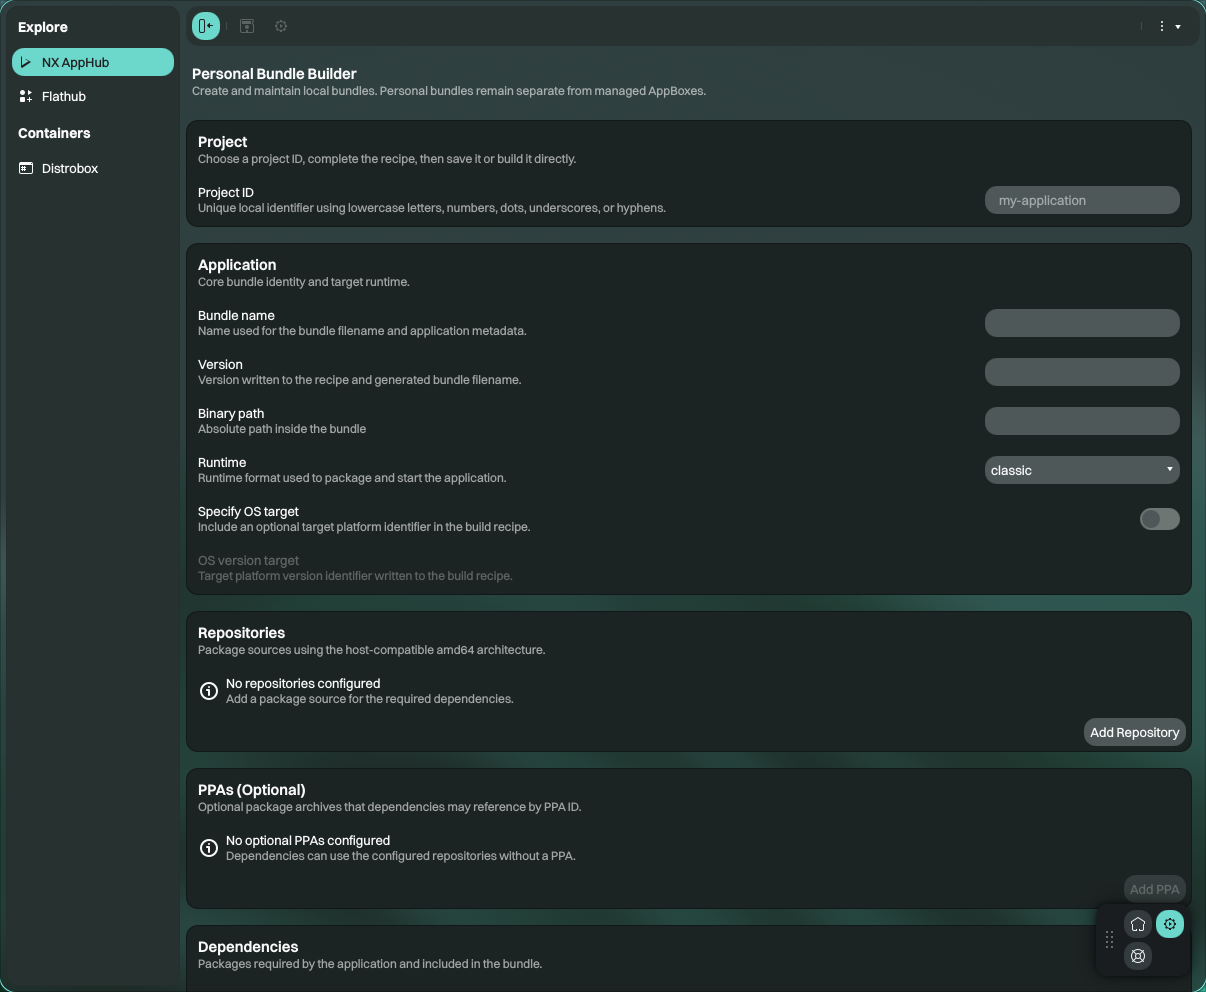 Explore
NX AppHub
Flathub
Containers
Distrobox
Personal Bundle Builder
Create and maintain local bundles. Personal bundles remain separate from managed AppBoxes.
Project
Choose a project ID, complete the recipe, then save it or build it directly.
Project ID
my-application
Unique local identifier using lowercase letters, numbers, dots, underscores, or hyphens.
Application
Core bundle identity and target runtime.
Bundle name
Name used for the bundle filename and application metadata.
Version
Version written to the recipe and generated bundle filename.
Binary path
Absolute path inside the bundle
Runtime
classic
Runtime format used to package and start the application.
Specify OS target
Include an optional target platform identifier in the build recipe.
OS version target
Target platform version identifier written to the build recipe.
Repositories
Package sources using the host-compatible amd64 architecture.
No repositories configured
Add a package source for the required dependencies.
Add Repository
PPAs (Optional)
Optional package archives that dependencies may reference by PPA ID.
No optional PPAs configured
Dependencies can use the configured repositories without a PPA.
Add PPA
Dependencies
Packages required by the application and included in the bundle.